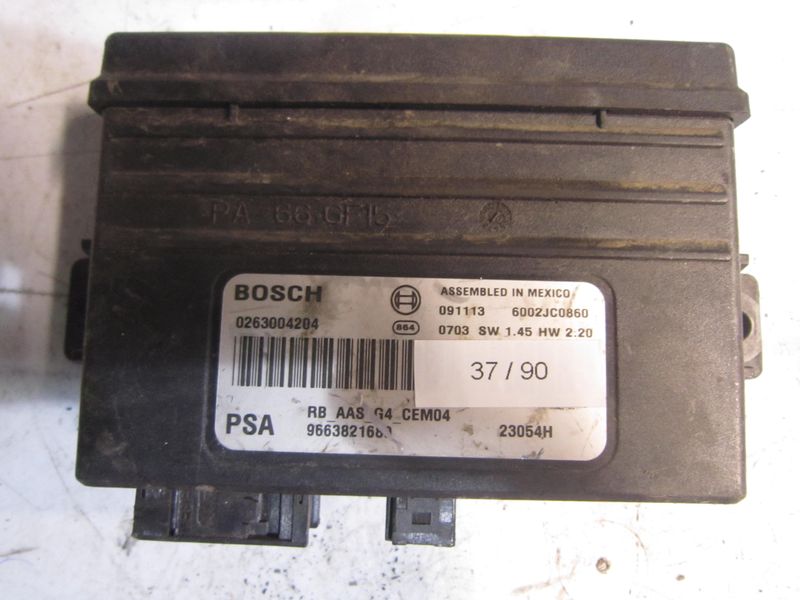 PA 66 GF15
BOSCH
ASSEMBLED IN MEXICO
091113 6002JC0860
0263004204
864
0703 SW 1.45 HW 2.20
37 / 90
RB_AAS_G4_CEM04
PSA
23054H